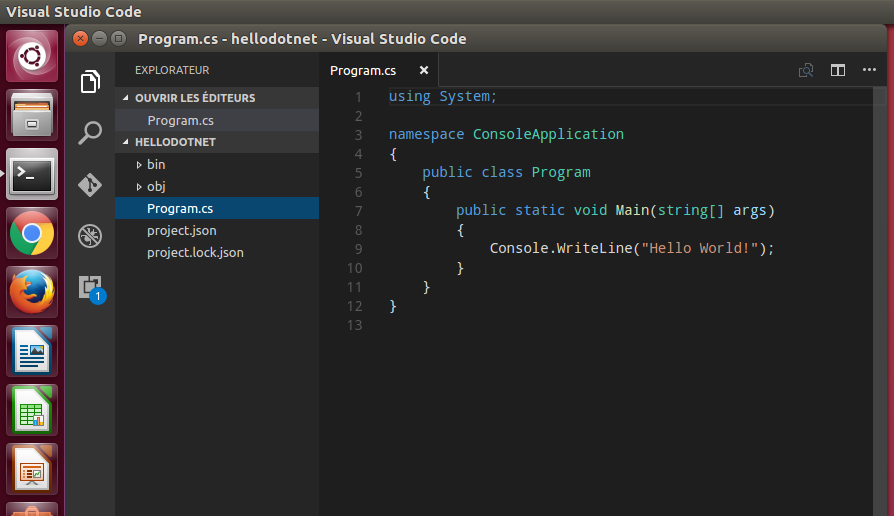 Visual Studio Code
Program.cs - hellodotnet - Visual Studio Code
EXPLORATEUR
OUVRIR LES ÉDITEURS
Program.cs
HELLODOTNET
bin
obj
Program.cs
project.json
project.lock.json
1
Program.cs
1 using System;
2
3 namespace ConsoleApplication
4 {
5 public class Program
6 {
7 public static void Main(string[] args)
8 {
9 Console.WriteLine("Hello World!");
10 }
11 }
12 }
13